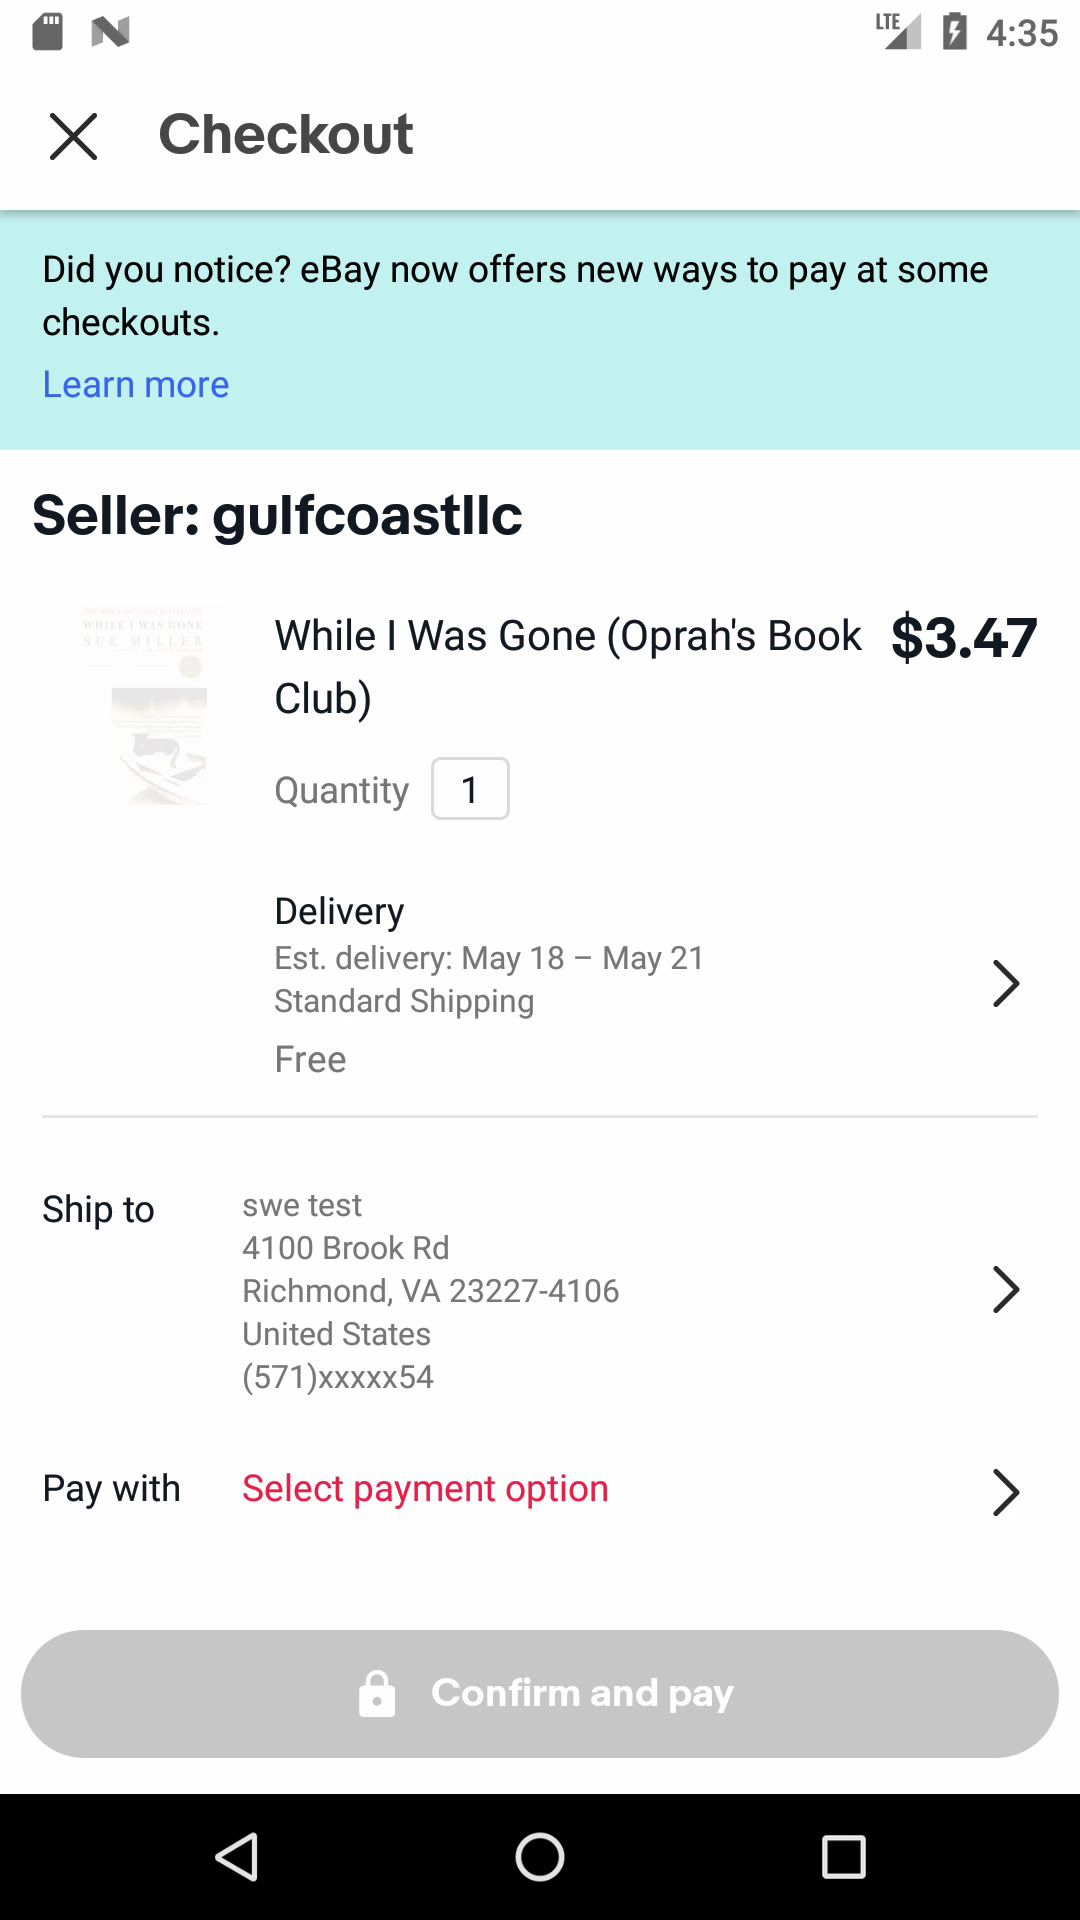 LTE 4:35
Checkout
Did you notice? eBay now offers new ways to pay at some
checkouts.
Learn more
Seller: gulfcoastllc
WHILE I WAS GONE
SUE MILLER
While I Was Gone (Oprah's Book
Club)
$3.47
Quantity 1
Delivery
Est. delivery: May 18 – May 21
Standard Shipping
Free
Ship to
swe test
4100 Brook Rd
Richmond, VA 23227-4106
United States
(571)xxxxx54
Pay with Select payment option
Confirm and pay